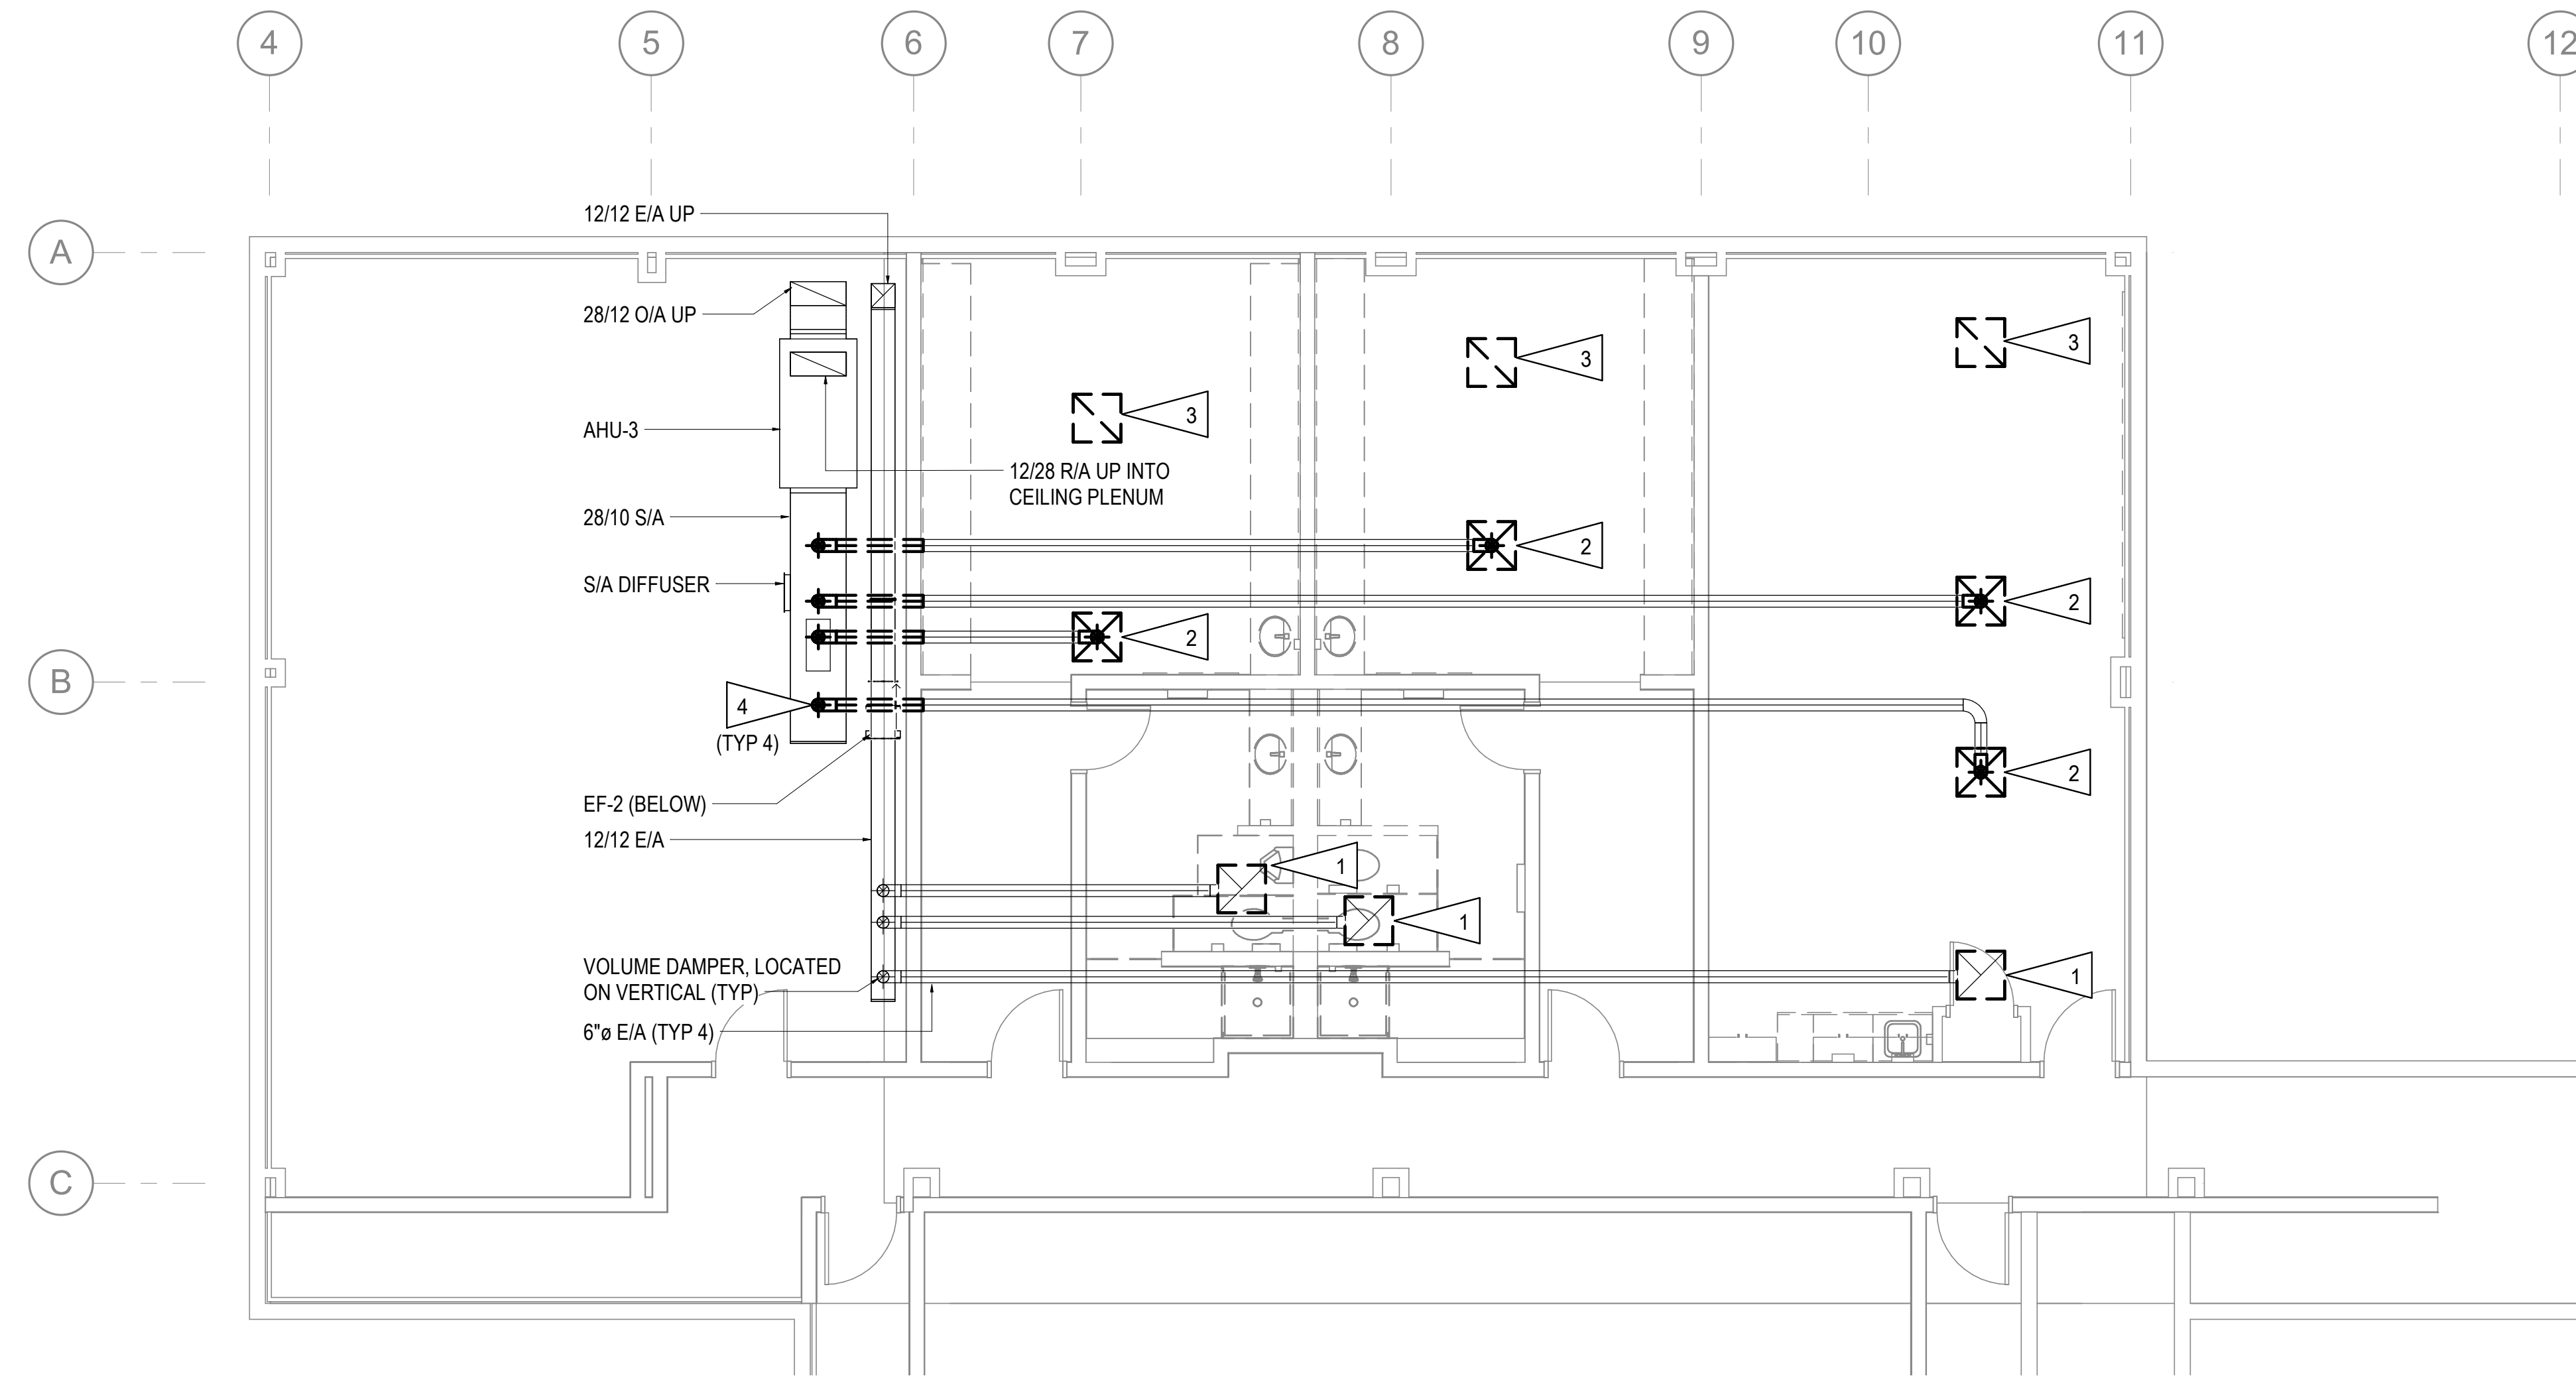 4
5
6
7
8
9
10
11
12
A
B
C
12/12 E/A UP
28/12 O/A UP
AHU-3
12/28 R/A UP INTO
CEILING PLENUM
28/10 S/A
S/A DIFFUSER
4
(TYP 4)
EF-2 (BELOW)
12/12 E/A
VOLUME DAMPER, LOCATED
ON VERTICAL (TYP)
6"ø E/A (TYP 4)
3
3
3
2
2
2
2
1
1
1